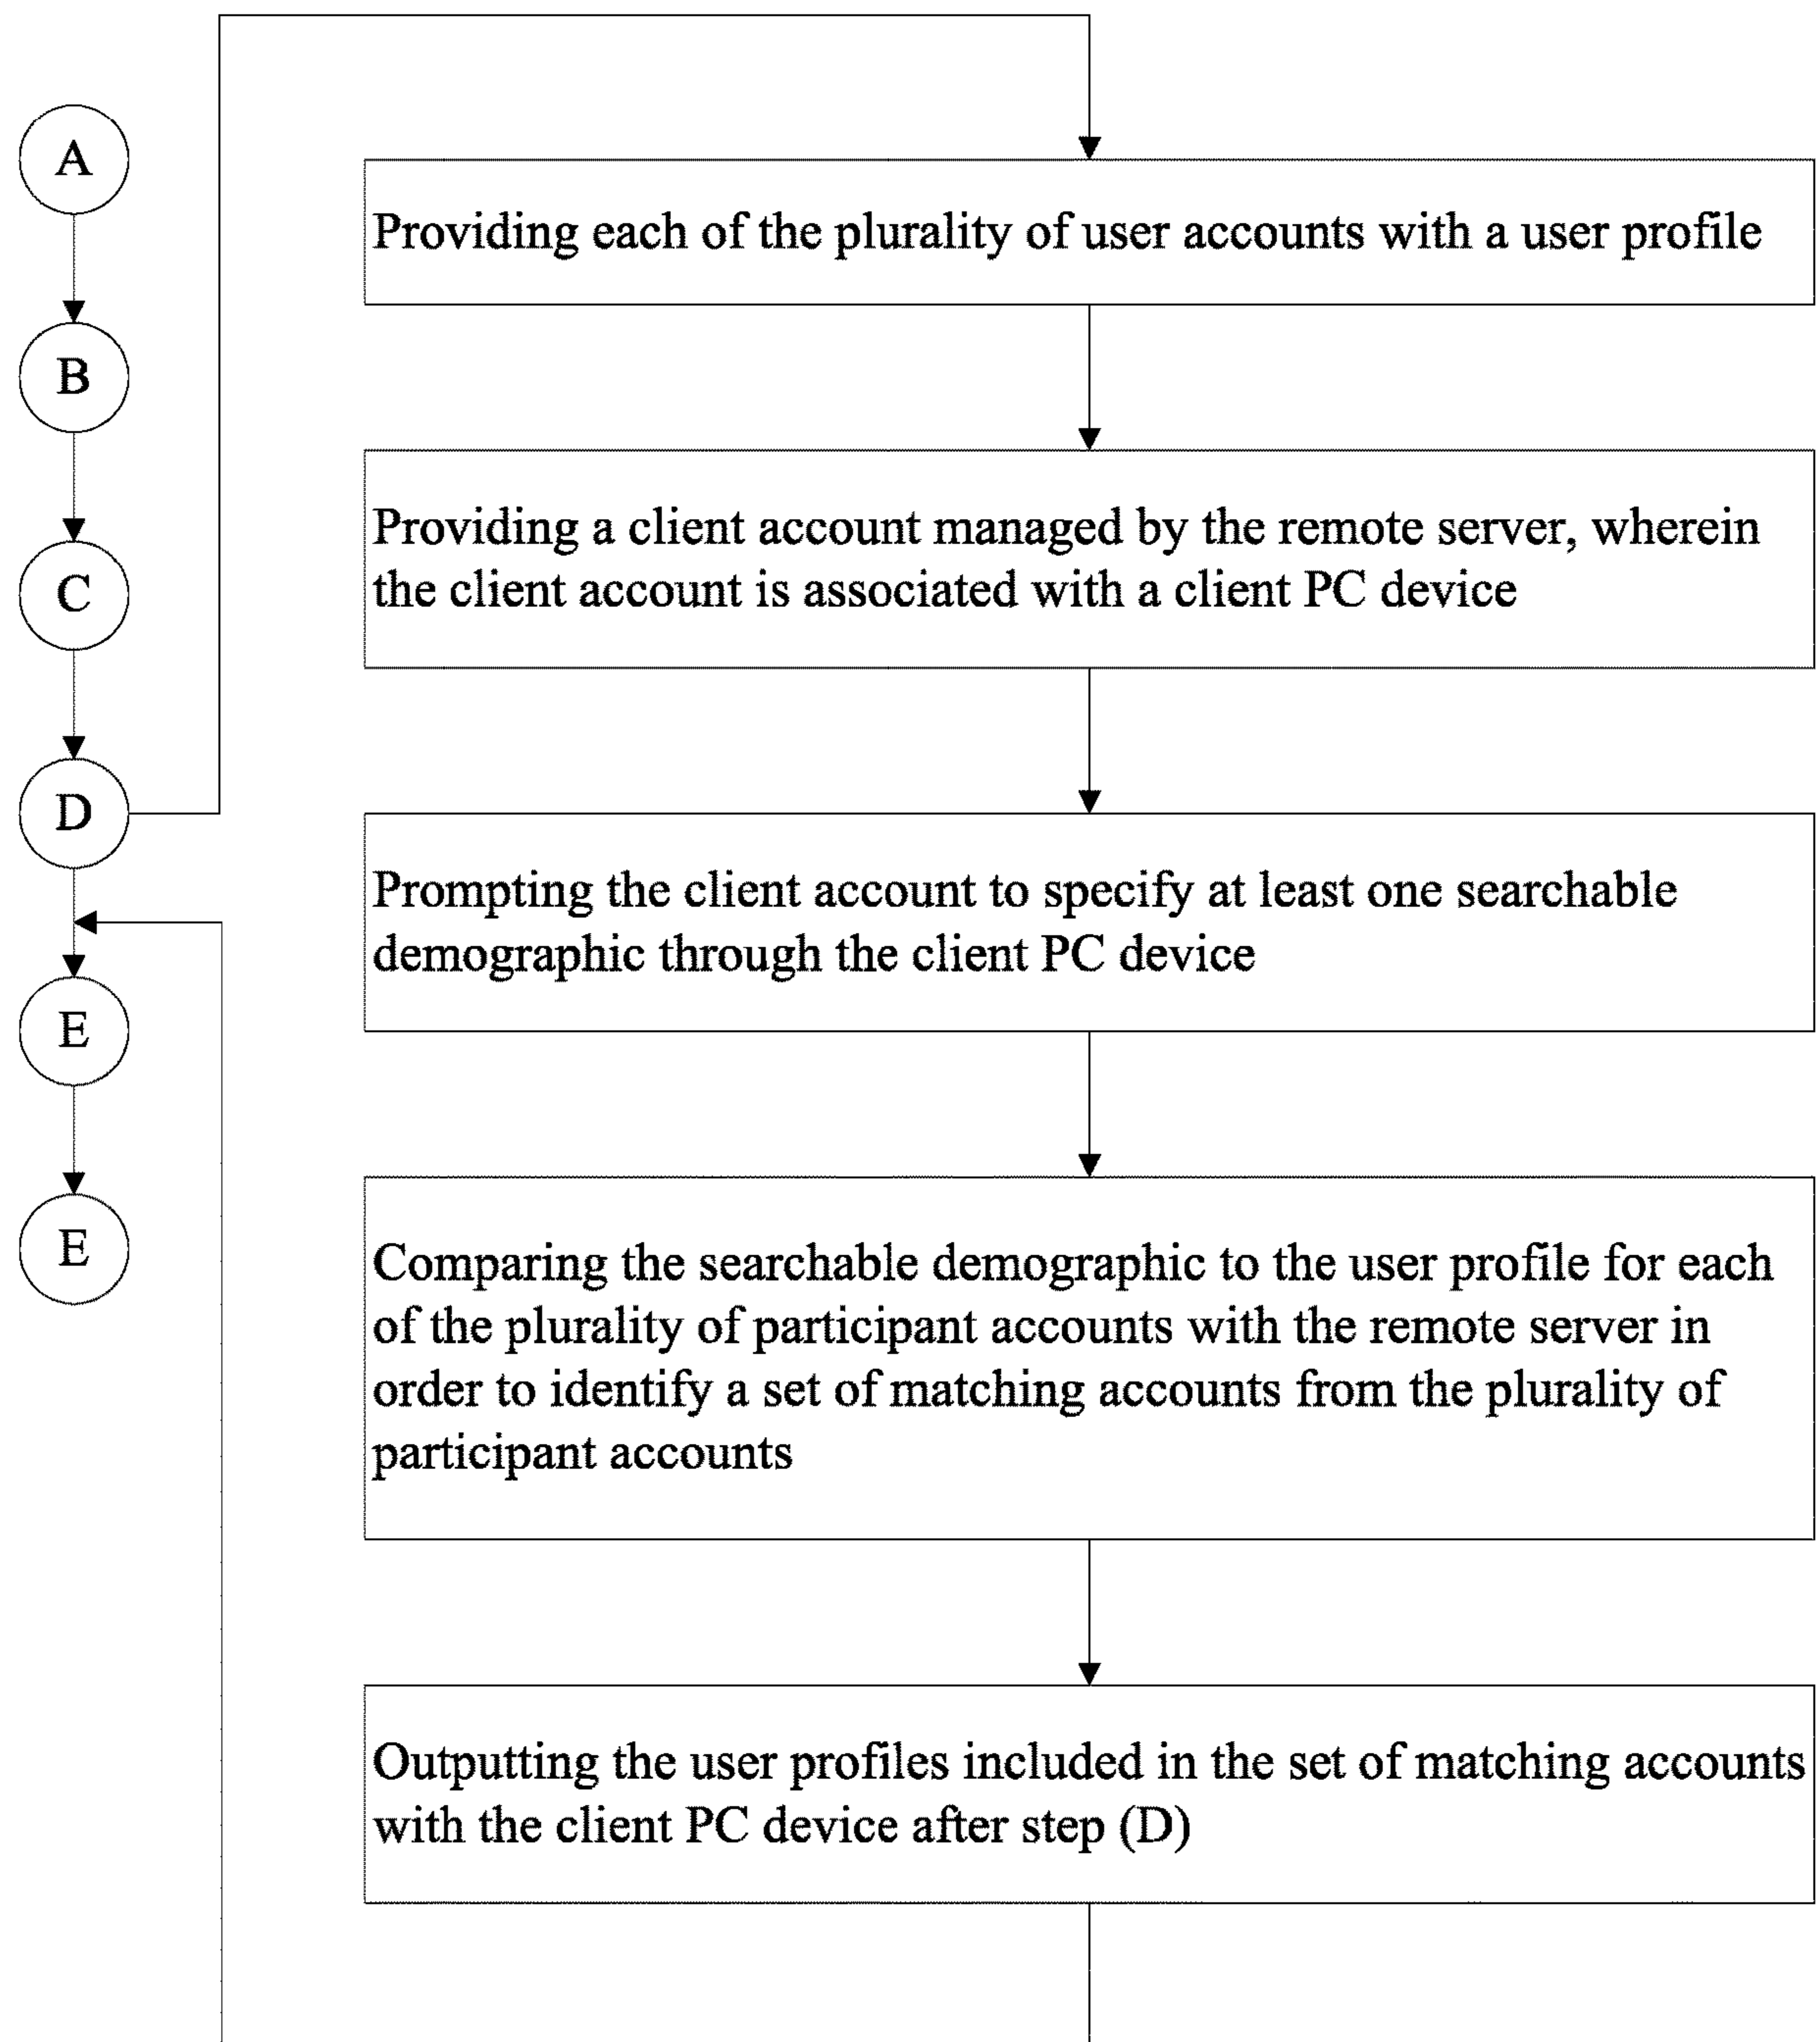 A
B
C
D
E
E
Providing each of the plurality of user accounts with a user profile
Providing a client account managed by the remote server, wherein
the client account is associated with a client PC device
Prompting the client account to specify at least one searchable
demographic through the client PC device
Comparing the searchable demographic to the user profile for each
of the plurality of participant accounts with the remote server in
order to identify a set of matching accounts from the plurality of
participant accounts
Outputting the user profiles included in the set of matching accounts
with the client PC device after step (D)